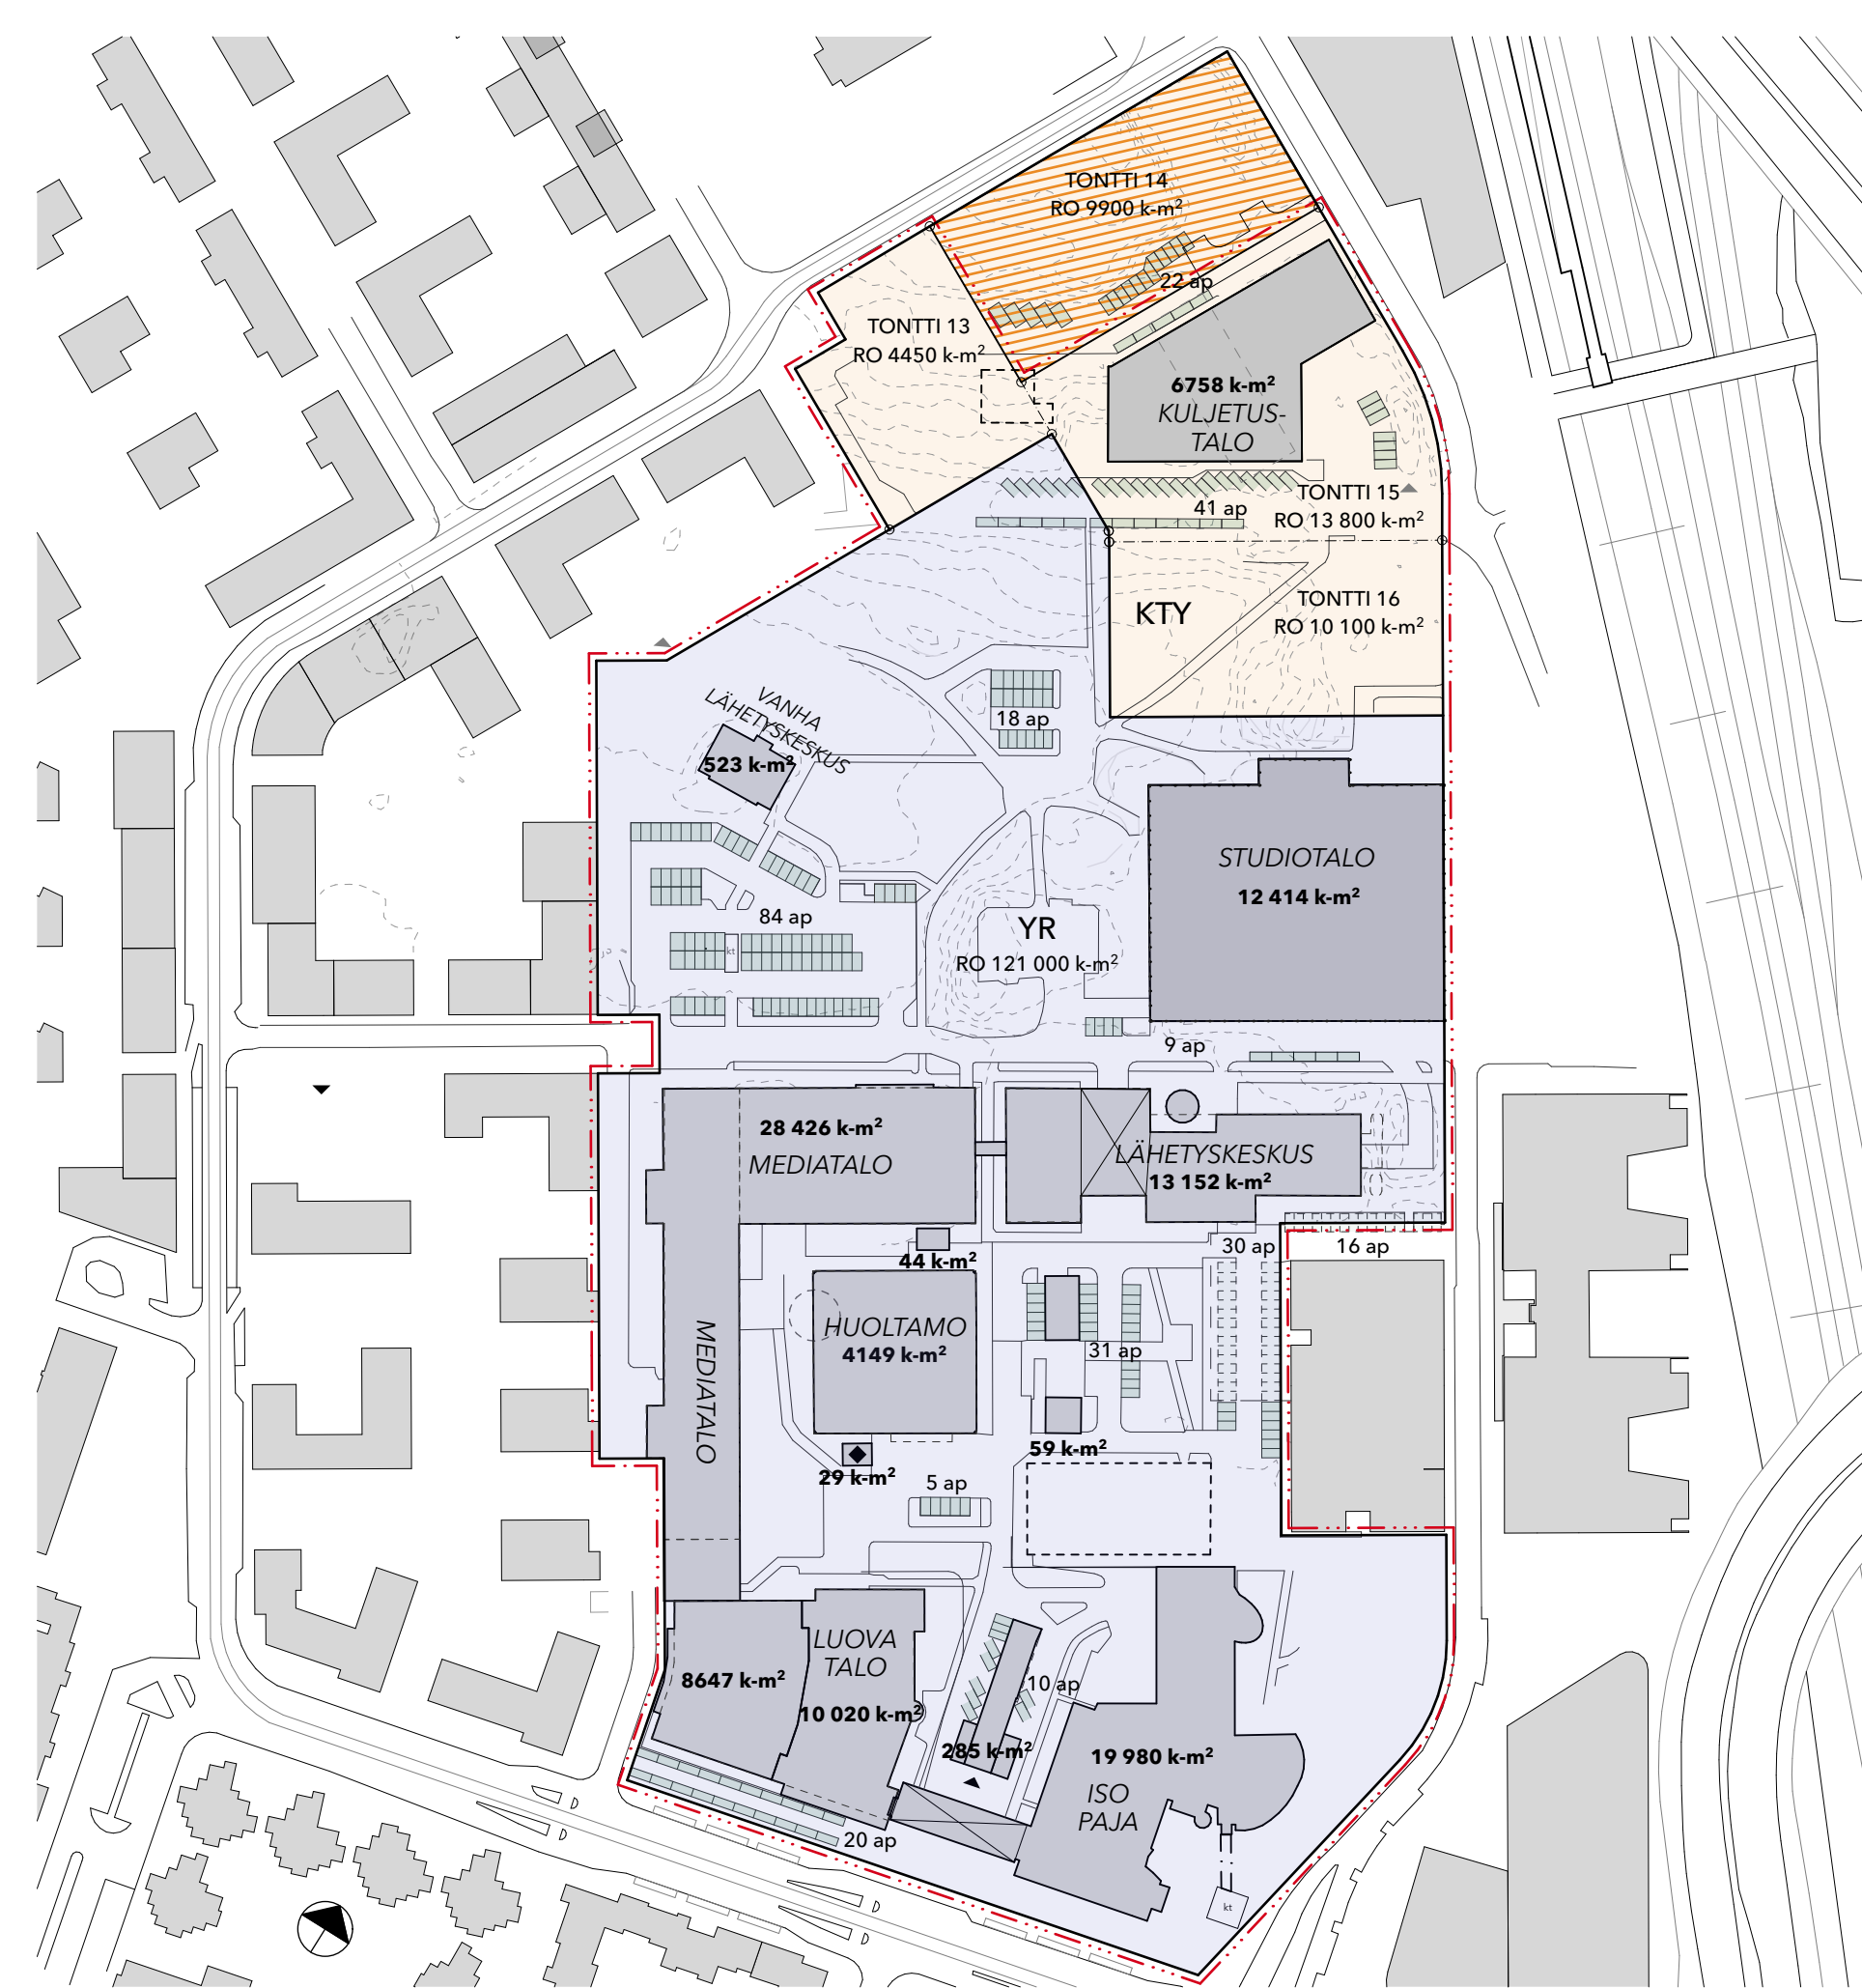 TONTTI 14
RO 9900 k-m²
22 ap
TONTTI 13
RO 4450 k-m²
6758 k-m²
KULJETUS-
TALO
TONTTI 15
RO 13 800 k-m²
41 ap
KTY
TONTTI 16
RO 10 100 k-m²
VANHA
LÄHETYSKESKUS
523 k-m²
18 ap
STUDIOTALO
12 414 k-m²
84 ap
kt
YR
RO 121 000 k-m²
9 ap
28 426 k-m²
MEDIATALO
LÄHETYSKESKUS
13 152 k-m²
44 k-m²
30 ap
16 ap
MEDIATALO
HUOLTAMO
4149 k-m²
31 ap
59 k-m²
29 k-m²
5 ap
LUOVA
TALO
8647 k-m²
10 020 k-m²
10 ap
285 k-m²
19 980 k-m²
ISO
PAJA
20 ap
kt